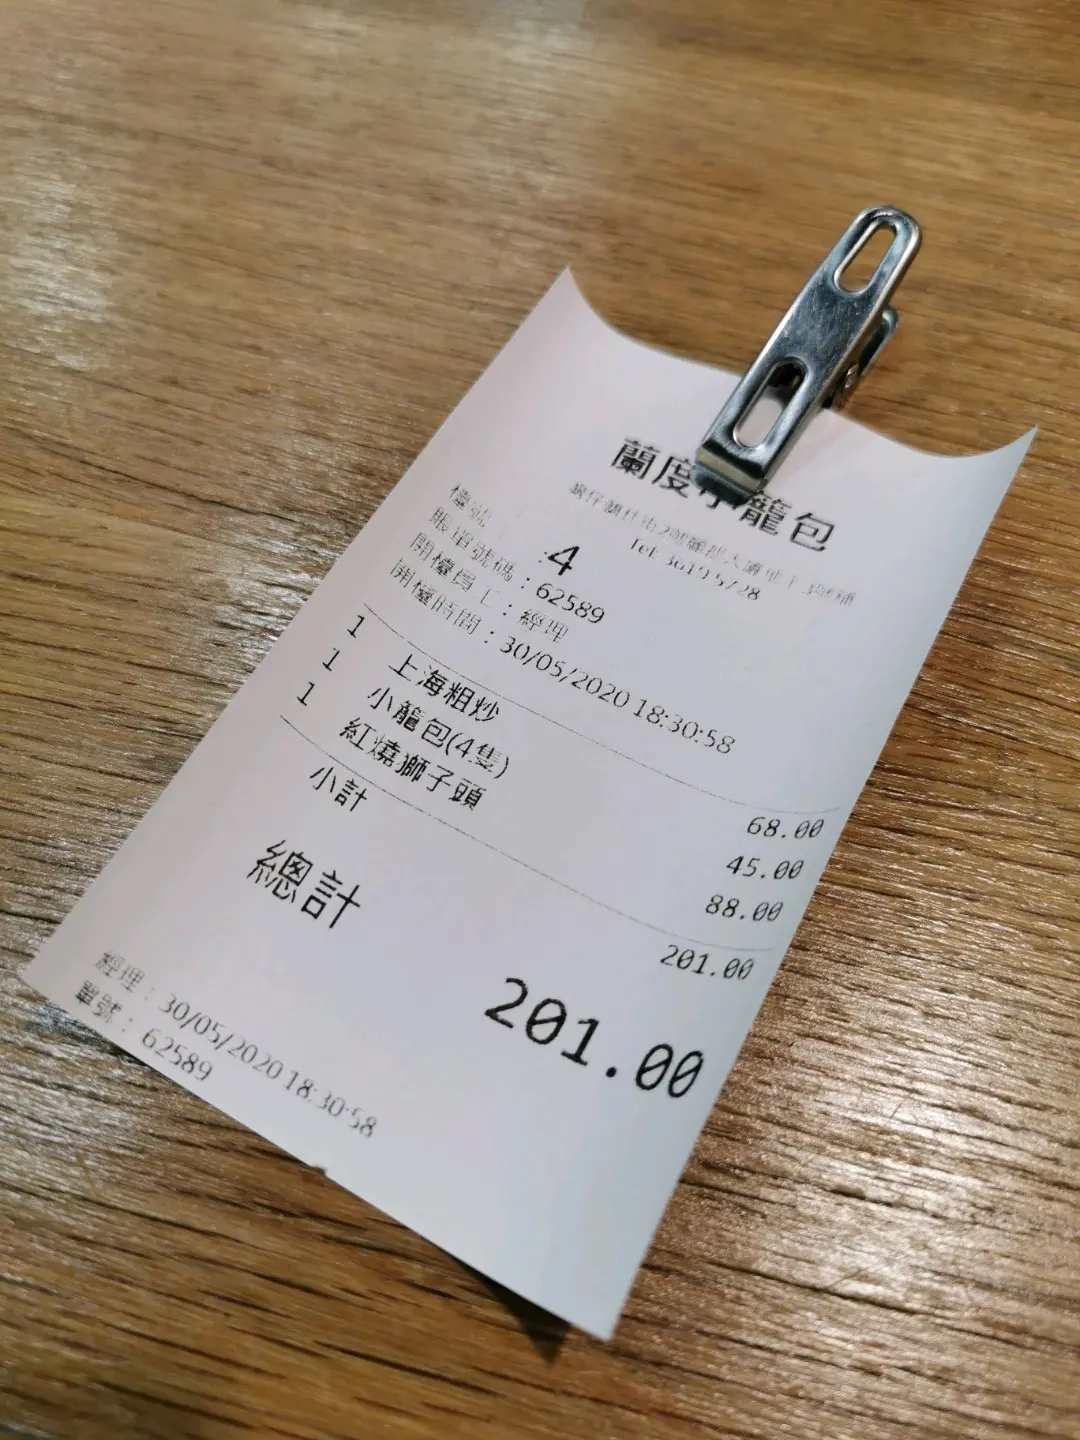 蘭度小籠包
Tel: 3619 5728
檯號 :4
賬單號碼 : 62589
開檯員工 : 經理
開檯時間 : 30/05/2020 18:30:58
1 上海粗炒 68.00
1 小籠包(4隻) 45.00
1 紅燒獅子頭 88.00
小計 201.00
總計 201.00
經理 : 30/05/2020 18:30:58
單號 : 62589